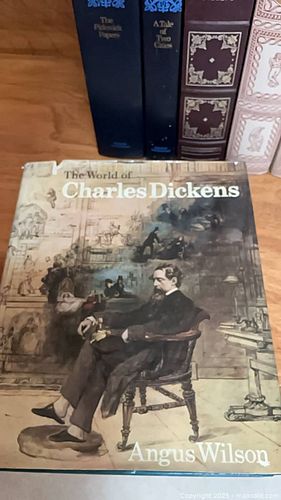 The
Pickwick
Papers
A Tale
of
Two
Cities
The World of
Charles Dickens
Angus Wilson